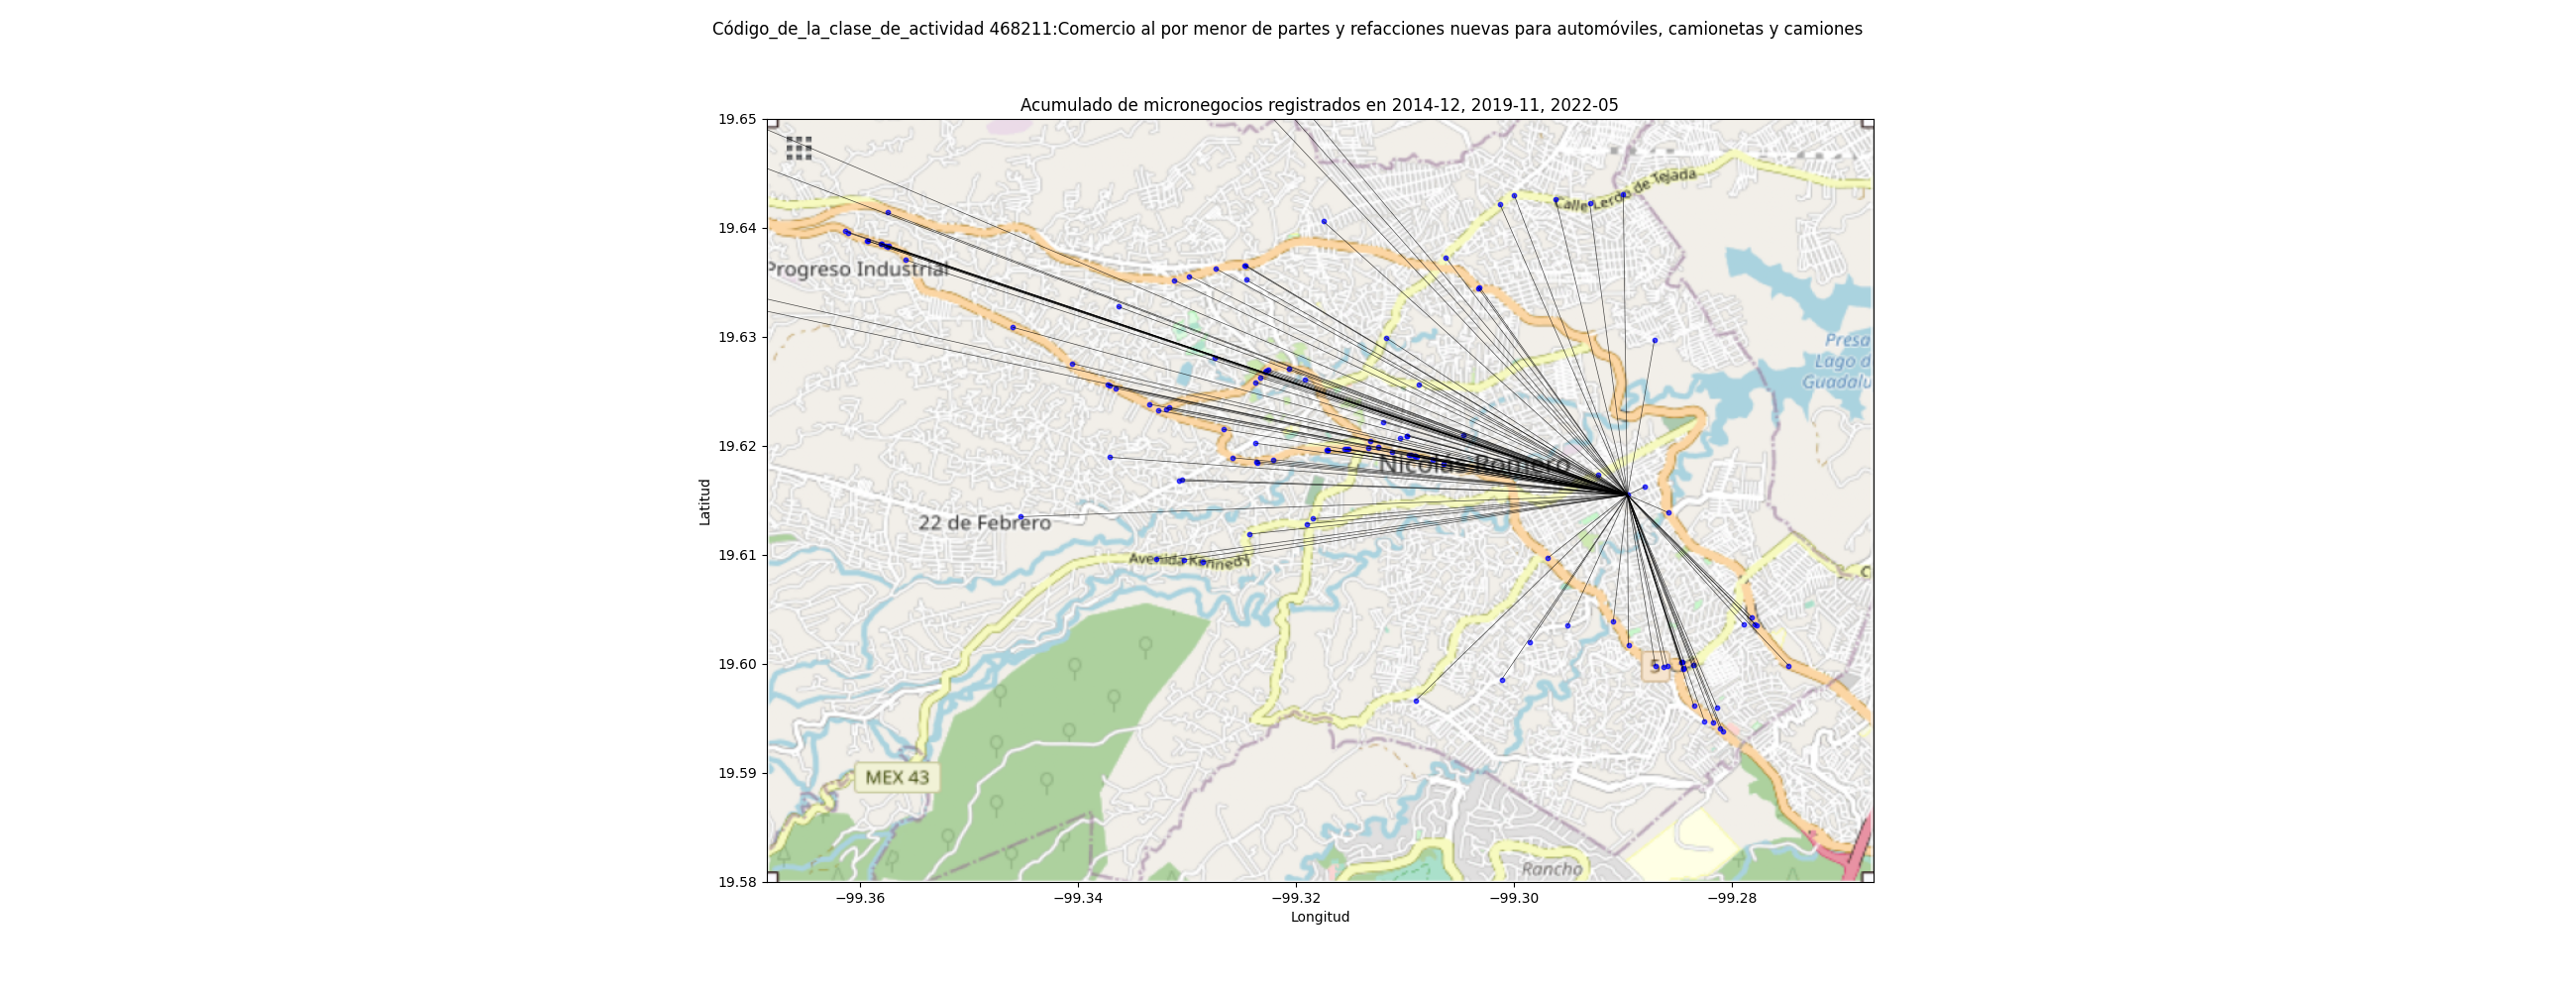 Código_de_la_clase_de_actividad 468211:Comercio al por menor de partes y refacciones nuevas para automóviles, camionetas y camiones
Acumulado de micronegocios registrados en 2014-12, 2019-11, 2022-05
19.65
19.64
19.63
19.62
19.61
19.60
19.59
19.58
Latitud
Calle Lerdo de Tejada
Progreso Industrial
Presa
Lago d
Guadalu
Nicolás Romero
22 de Febrero
Avenida Kennedy
5
C
MEX 43
Rancho
−99.36
−99.34
−99.32
−99.30
−99.28
Longitud